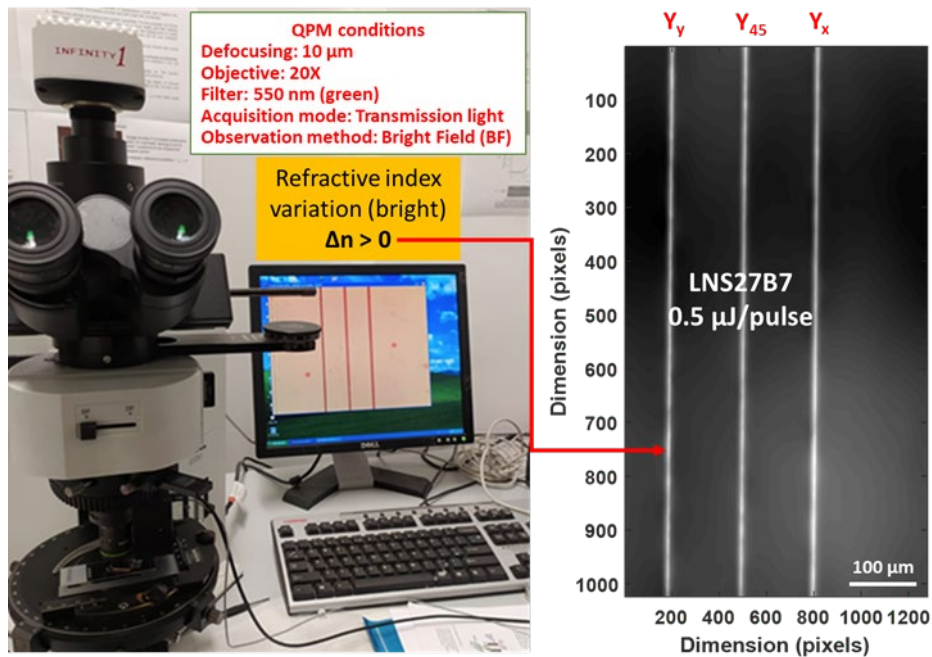 INFINITY1
QPM conditions
Defocusing: 10 µm
Objective: 20X
Filter: 550 nm (green)
Acquisition mode: Transmission light
Observation method: Bright Field (BF)
Refractive index
variation (bright)
Δn > 0
DELL
BF DF
Yy Y45 Yx
Dimension (pixels)
100
200
300
400
500
600
700
800
900
1000
LNS27B7
0.5 µJ/pulse
100 µm
200 400 600 800 1000 1200
Dimension (pixels)